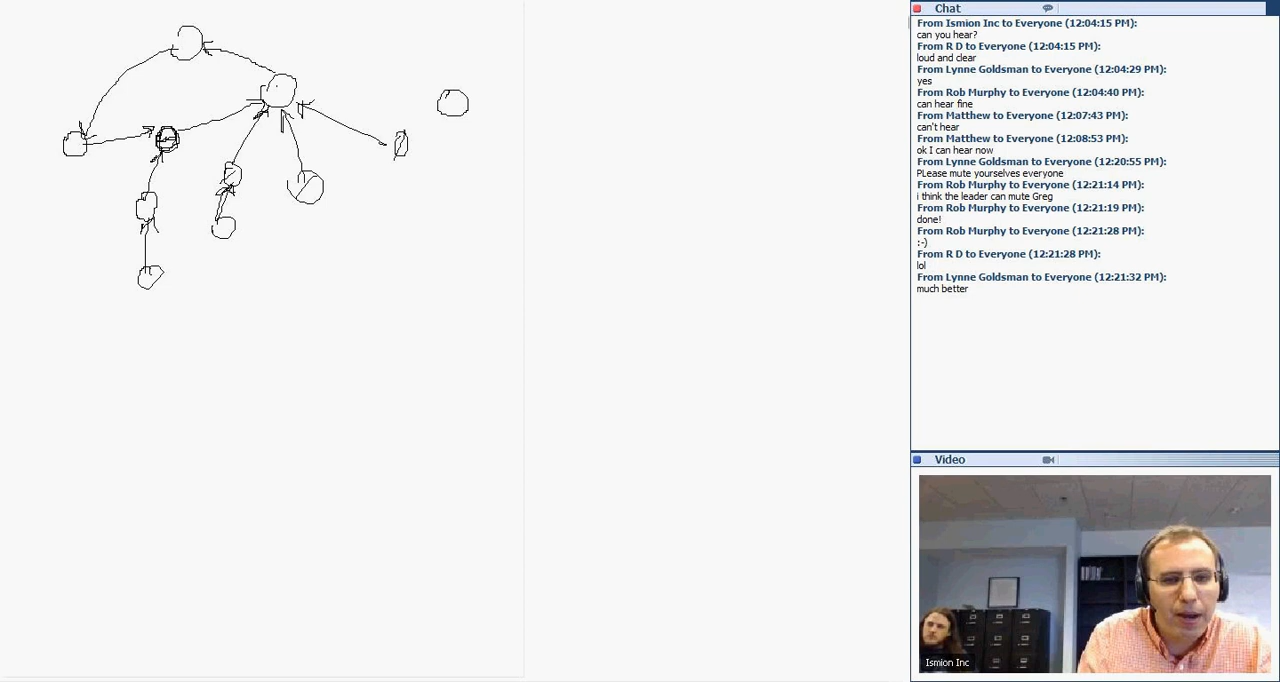 Chat
From Ismion Inc to Everyone (12:04:15 PM):
can you hear?
From R D to Everyone (12:04:15 PM):
loud and clear
From Lynne Goldsman to Everyone (12:04:29 PM):
yes
From Rob Murphy to Everyone (12:04:40 PM):
can hear fine
From Matthew to Everyone (12:07:43 PM):
can't hear
From Matthew to Everyone (12:08:53 PM):
ok I can hear now
From Lynne Goldsman to Everyone (12:20:55 PM):
PLease mute yourselves everyone
From Rob Murphy to Everyone (12:21:14 PM):
i think the leader can mute Greg
From Rob Murphy to Everyone (12:21:19 PM):
done!
From Rob Murphy to Everyone (12:21:28 PM):
:-)
From R D to Everyone (12:21:28 PM):
lol
From Lynne Goldsman to Everyone (12:21:32 PM):
much better
Video
Ismion Inc